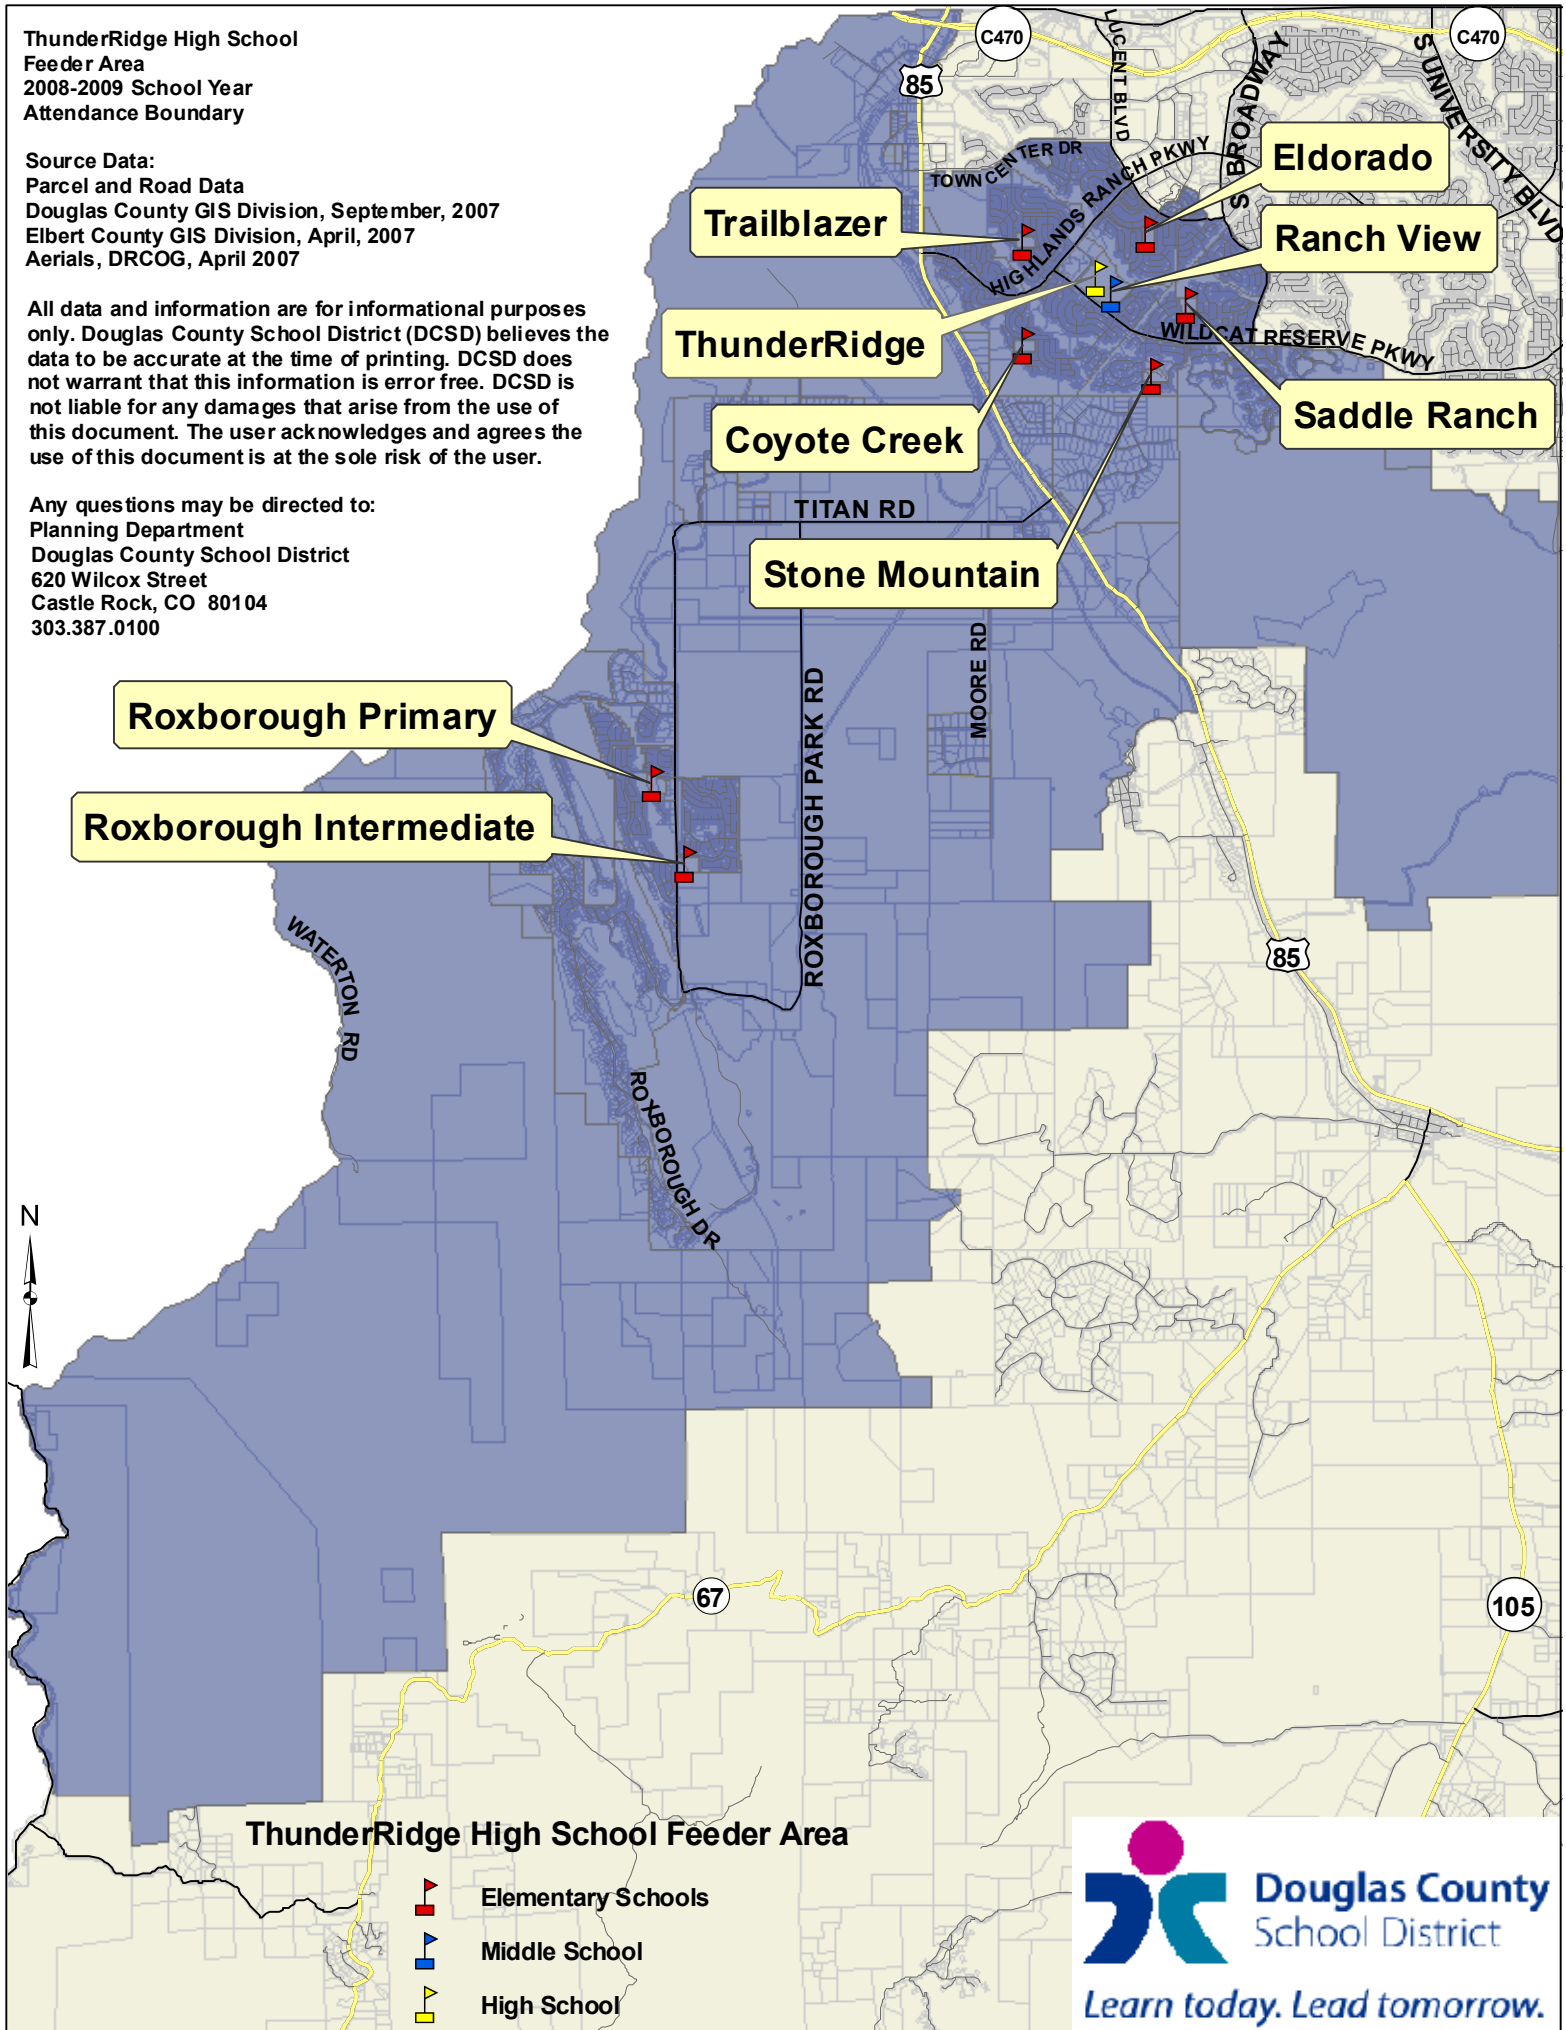 ThunderRidge High School
Feeder Area
2008-2009 School Year
Attendance Boundary
Source Data:
Parcel and Road Data
Douglas County GIS Division, September, 2007
Elbert County GIS Division, April, 2007
Aerials, DRCOG, April 2007
All data and information are for informational purposes
only. Douglas County School District (DCSD) believes the
data to be accurate at the time of printing. DCSD does
not warrant that this information is error free. DCSD is
not liable for any damages that arise from the use of
this document. The user acknowledges and agrees the
use of this document is at the sole risk of the user.
Any questions may be directed to:
Planning Department
Douglas County School District
620 Wilcox Street
Castle Rock, CO 80104
303.387.0100
C470
C470
85
LUCENT BLVD
S BROADWAY
S UNIVERSITY BLVD
TOWN CENTER DR
HIGHLANDS RANCH PKWY
Eldorado
Trailblazer
Ranch View
ThunderRidge
WILDCAT RESERVE PKWY
Saddle Ranch
Coyote Creek
TITAN RD
Stone Mountain
MOORE RD
ROXBOROUGH PARK RD
Roxborough Primary
Roxborough Intermediate
WATERTON RD
85
ROXBOROUGH DR
N
67
105
ThunderRidge High School Feeder Area
Elementary Schools
Middle School
High School
Douglas County
School District
Learn today. Lead tomorrow.